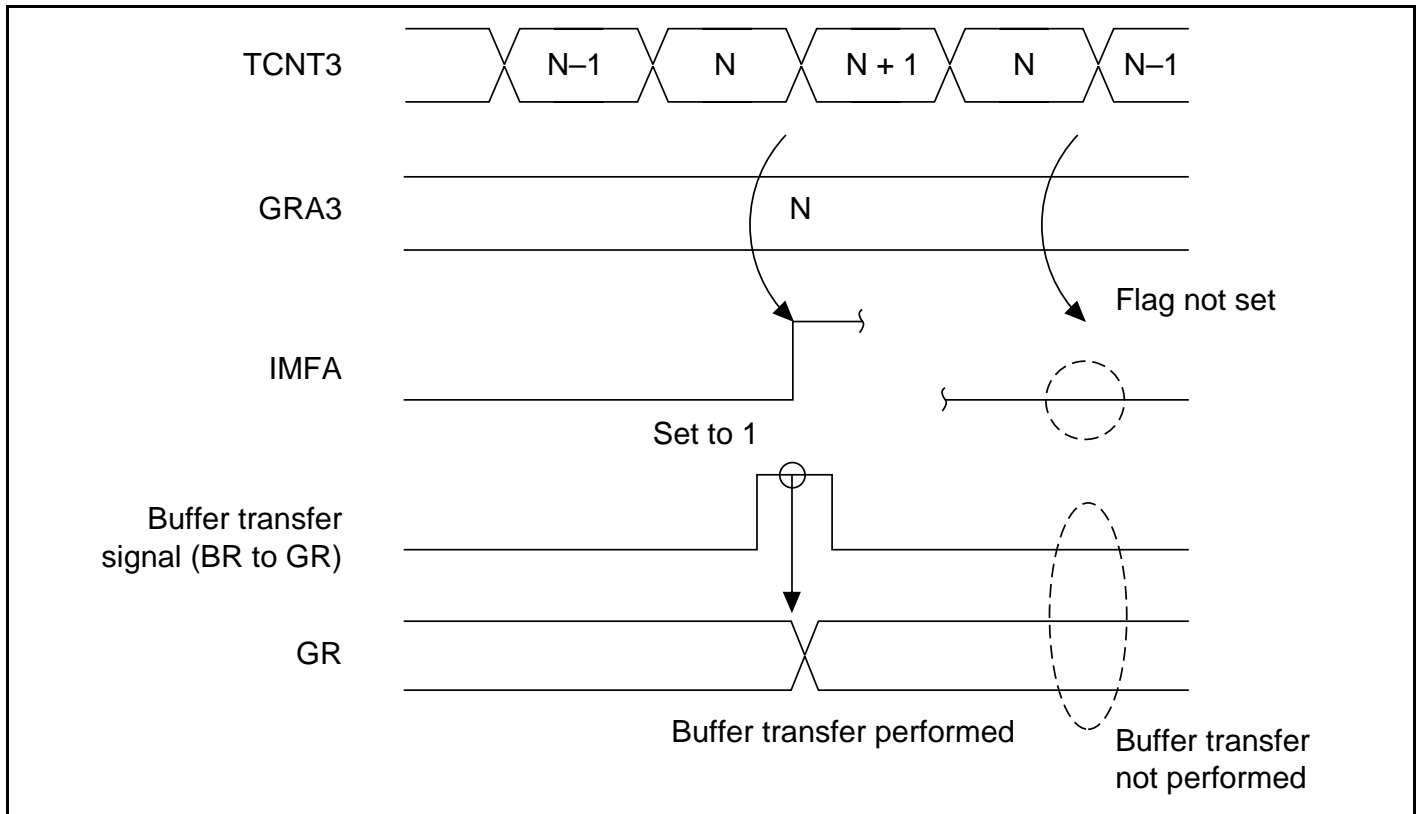 TCNT3
N–1
N
N + 1
N
N–1
GRA3
N
Flag not set
IMFA
Set to 1
Buffer transfer
signal (BR to GR)
GR
Buffer transfer performed
Buffer transfer
not performed